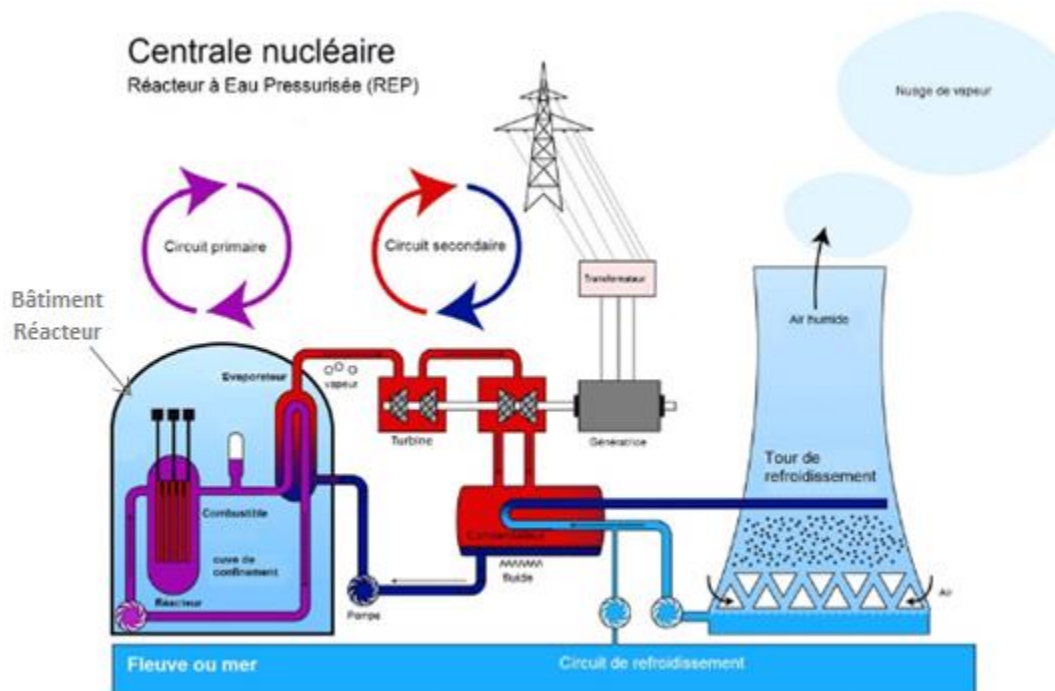 Centrale nucléaire
Réacteur à Eau Pressurisée (REP)
Nuage de vapeur
Circuit primaire
Circuit secondaire
Transformateur
Air humide
Bâtiment
Réacteur
Evaporateur
vapeur
Turbine
Génératrice
Tour de
refroidissement
Combustible
Condensateur
cuve de
confinement
fluide
Réacteur
Pompe
Air
Fleuve ou mer
Circuit de refroidissement